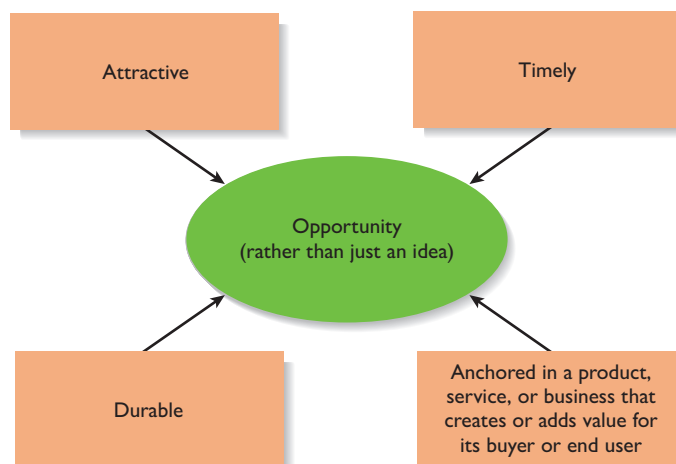 Attractive
Timely
Opportunity
(rather than just an idea)
Durable
Anchored in a product,
service, or business that
creates or adds value for
its buyer or end user